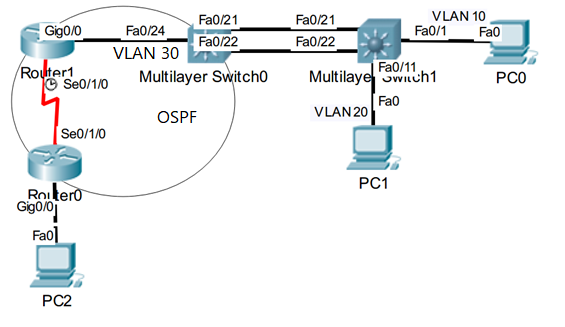 Gig0/0
Fa0/24
Fa0/21
Fa0/21
VLAN 10
Fa0/22
Fa0/22
Fa0/1
Fa0
VLAN 30
Router1
Multilayer Switch0
Multilayer Switch1
PC0
Se0/1/0
Fa0/11
Fa0
VLAN20
OSPF
Se0/1/0
PC1
Router0
Gig0/0
Fa0
PC2